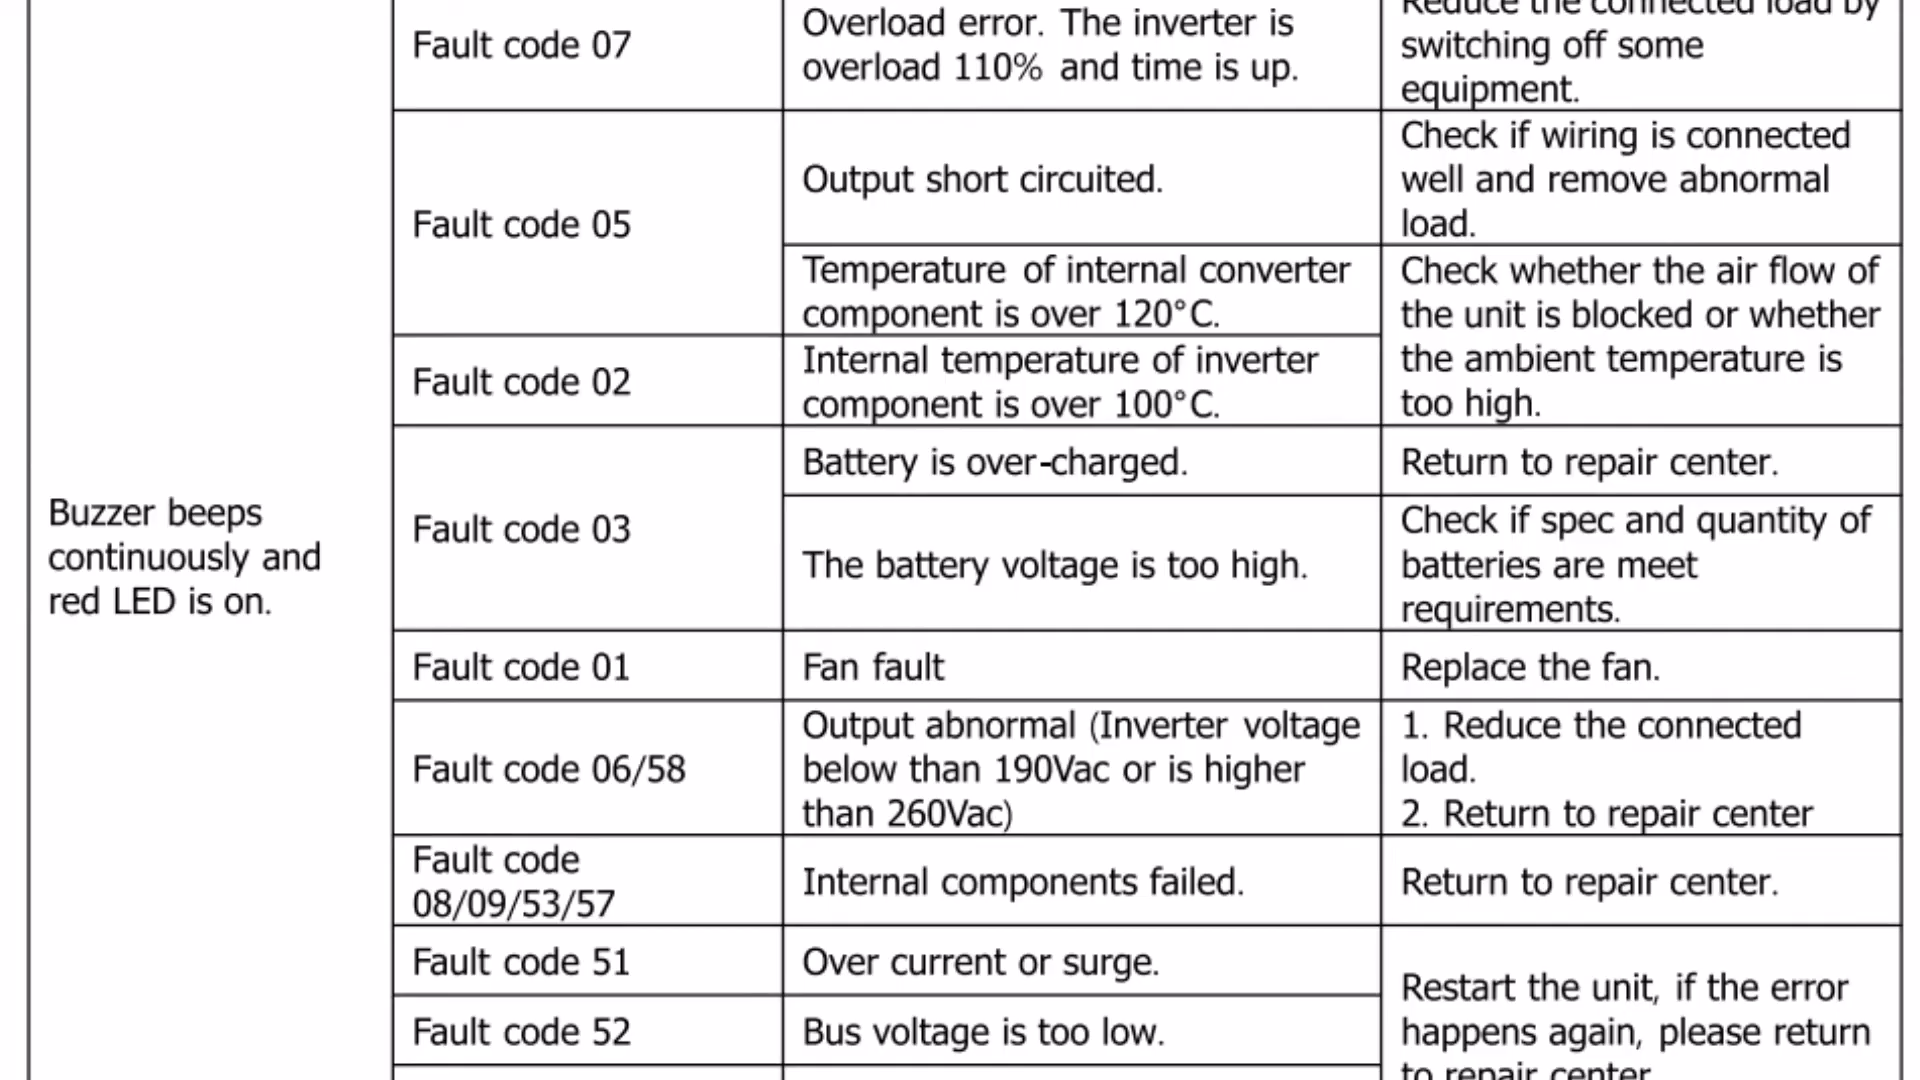 Fault code 07
Overload error. The inverter is
overload 110% and time is up.
Reduce the connected load by
switching off some
equipment.
Fault code 05
Output short circuited.
Check if wiring is connected
well and remove abnormal
load.
Temperature of internal converter
component is over 120°C.
Check whether the air flow of
the unit is blocked or whether
the ambient temperature is
too high.
Fault code 02
Internal temperature of inverter
component is over 100°C.
Buzzer beeps
continuously and
red LED is on.
Fault code 03
Battery is over-charged.
Return to repair center.
The battery voltage is too high.
Check if spec and quantity of
batteries are meet
requirements.
Fault code 01
Fan fault
Replace the fan.
Fault code 06/58
Output abnormal (Inverter voltage
below than 190Vac or is higher
than 260Vac)
1. Reduce the connected
load.
2. Return to repair center
Fault code
08/09/53/57
Internal components failed.
Return to repair center.
Fault code 51
Over current or surge.
Restart the unit, if the error
happens again, please return
to repair center
Fault code 52
Bus voltage is too low.